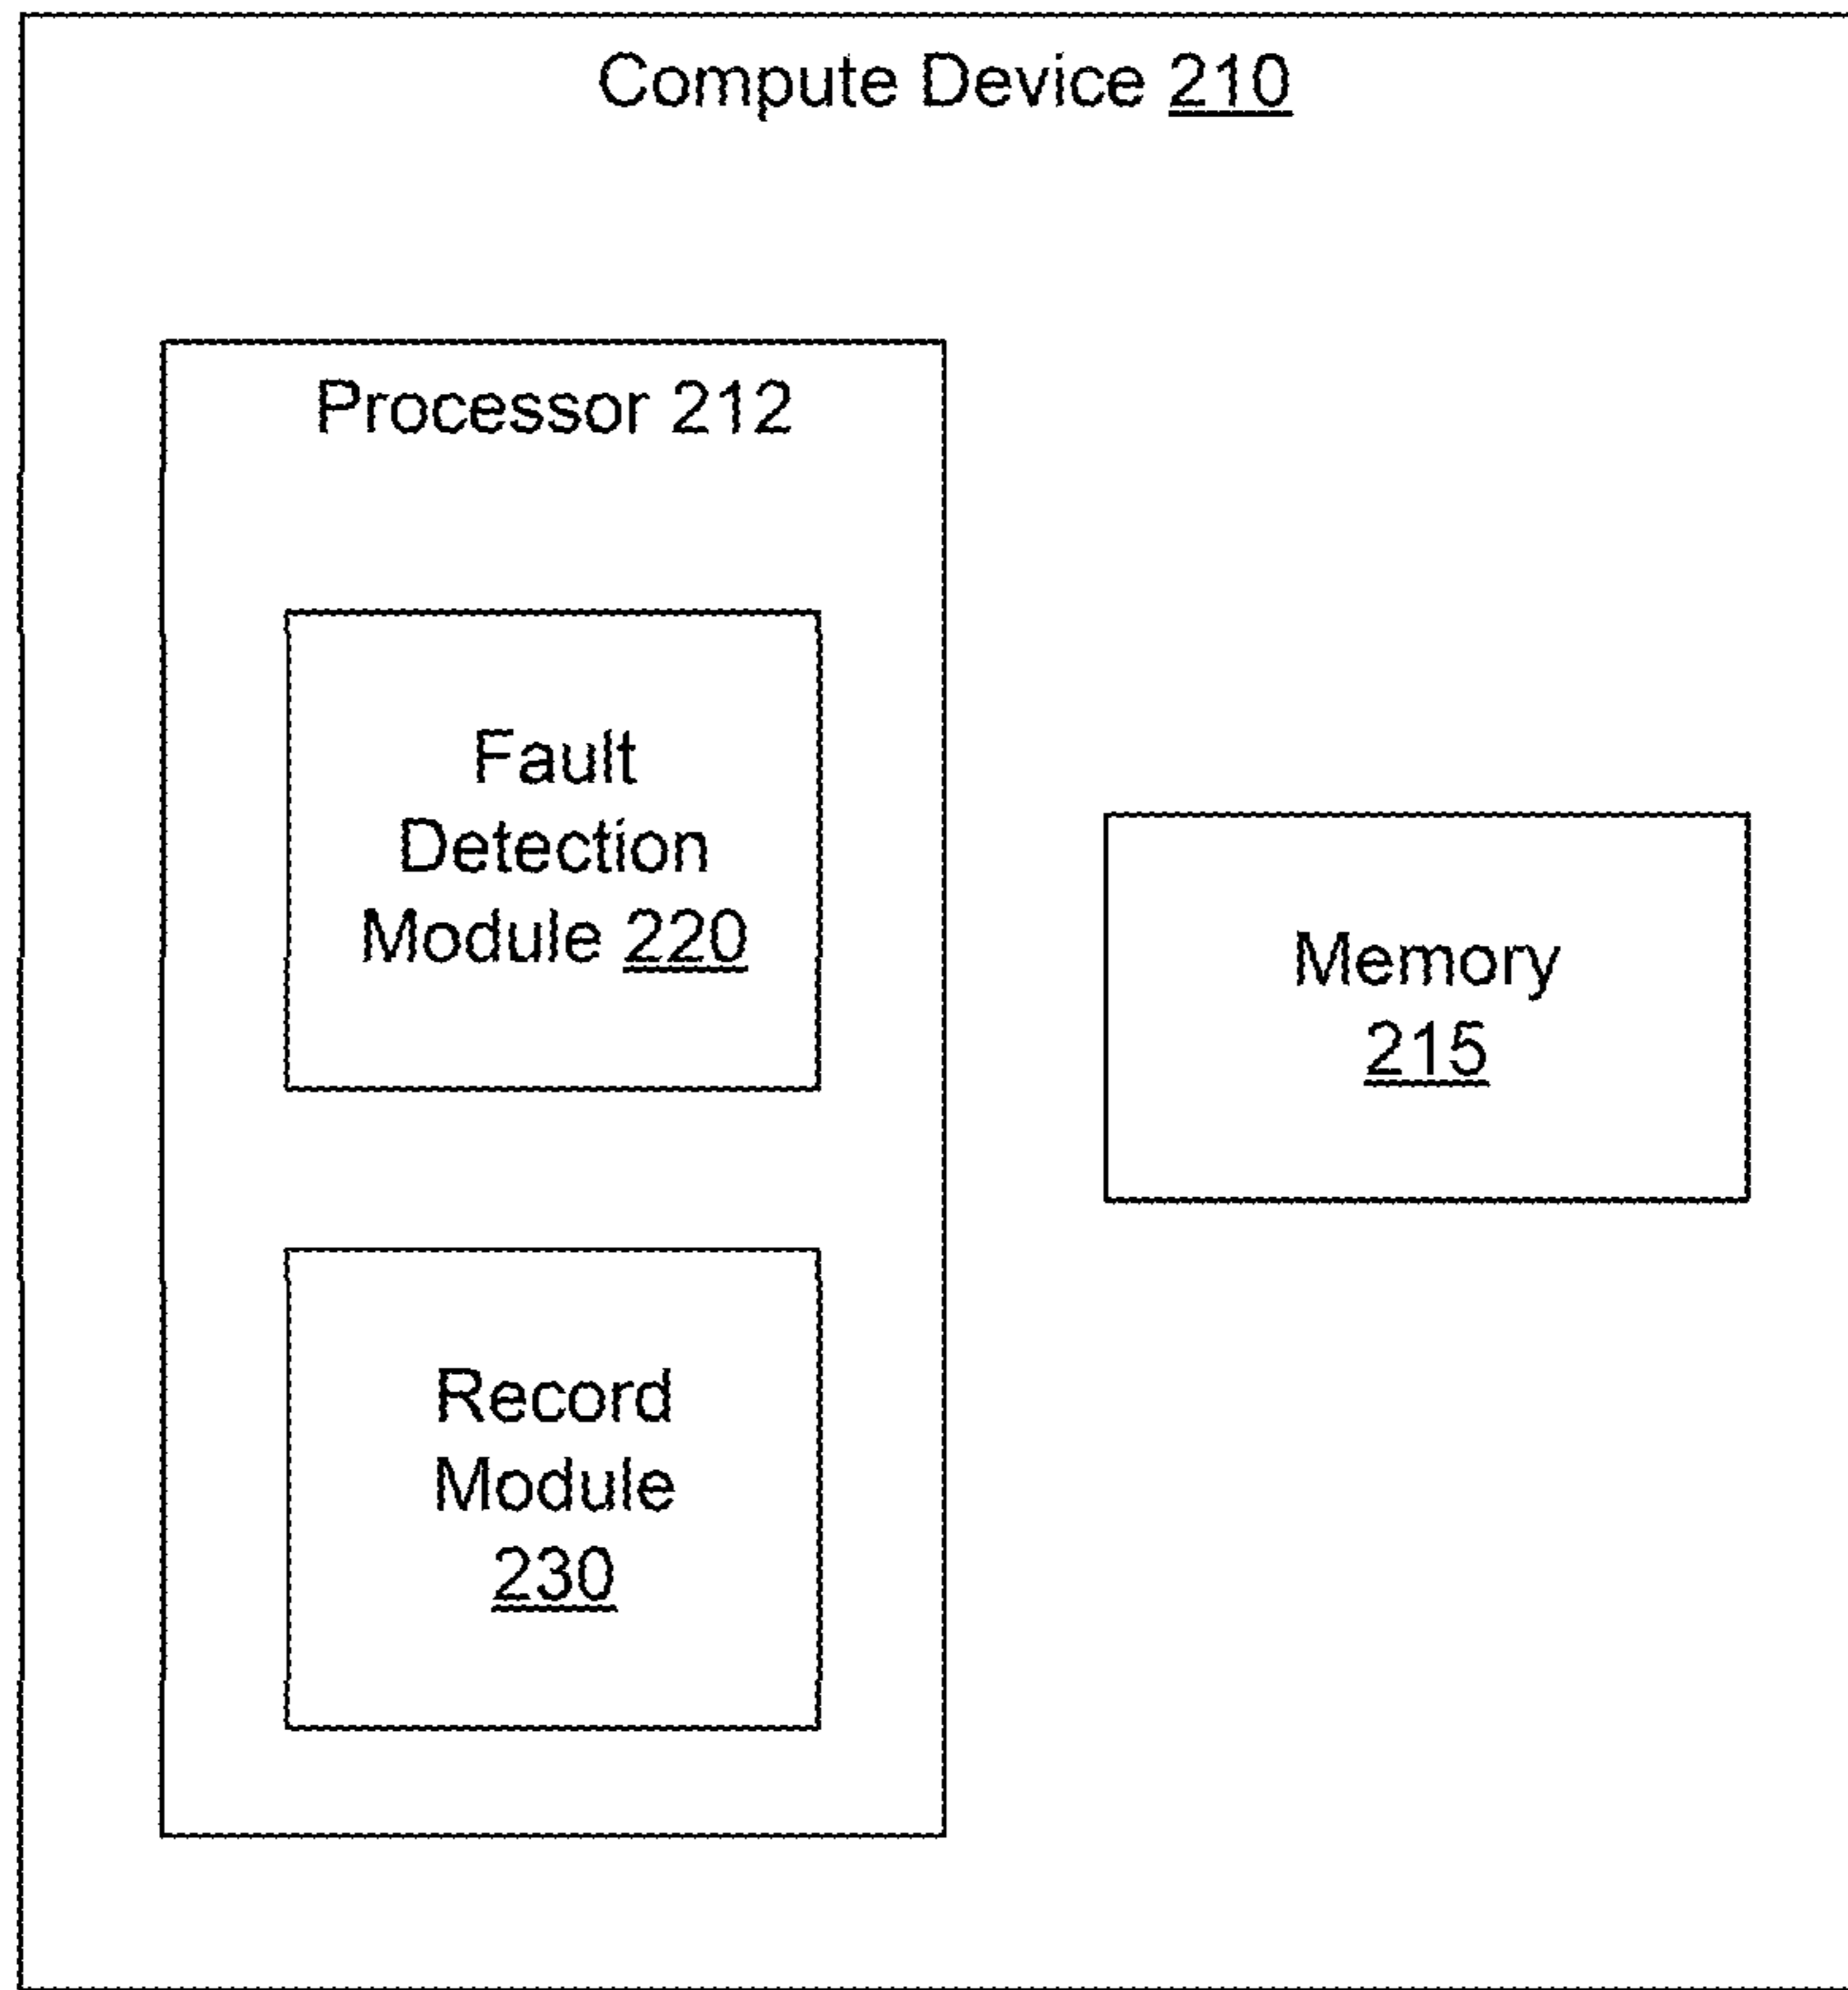 Compute Device 210
Processor 212
Fault
Detection
Module 220
Memory
215
Record
Module
230